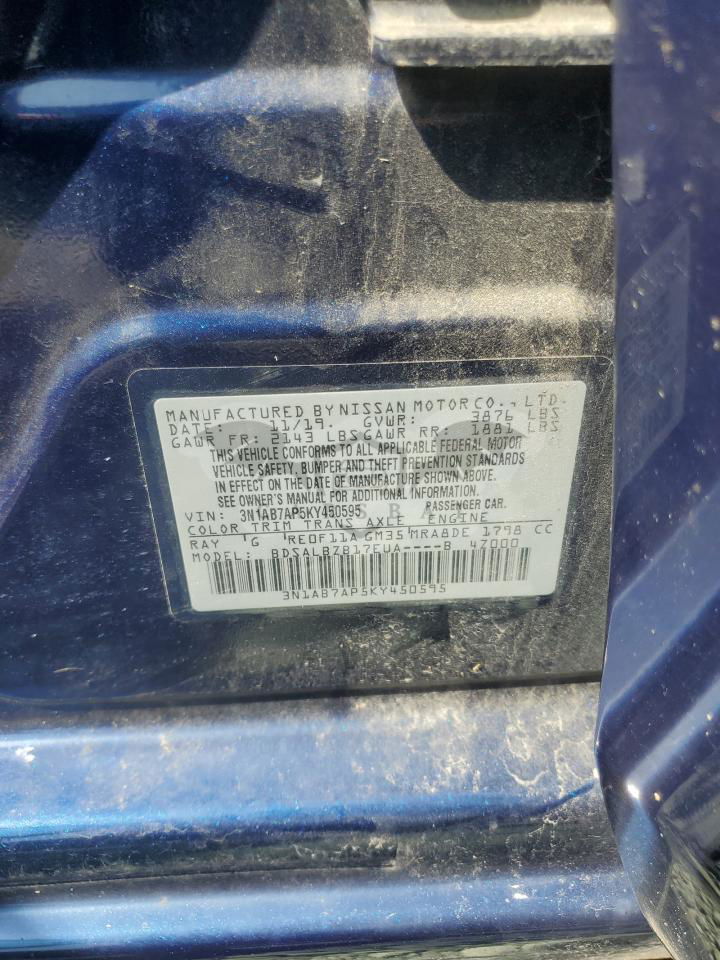 MANUFACTURED BY NISSAN MOTOR CO., LTD.
DATE: 11/19. GVWR: 3876 LBS
GAWR FR: 2143 LBS GAWR RR: 1881 LBS
THIS VEHICLE CONFORMS TO ALL APPLICABLE FEDERAL MOTOR
VEHICLE SAFETY, BUMPER AND THEFT PREVENTION STANDARDS
IN EFFECT ON THE DATE OF MANUFACTURE SHOWN ABOVE.
SEE OWNER'S MANUAL FOR ADDITIONAL INFORMATION.
VIN: 3N1AB7AP5KY450595 PASSENGER CAR.
COLOR TRIM TRANS AXLE ENGINE
RAY G RE0F11A GM35 MRA8DE 1798 CC
MODEL: BDSALBZB17EUA----B 47000
3N1AB7AP5KY450595